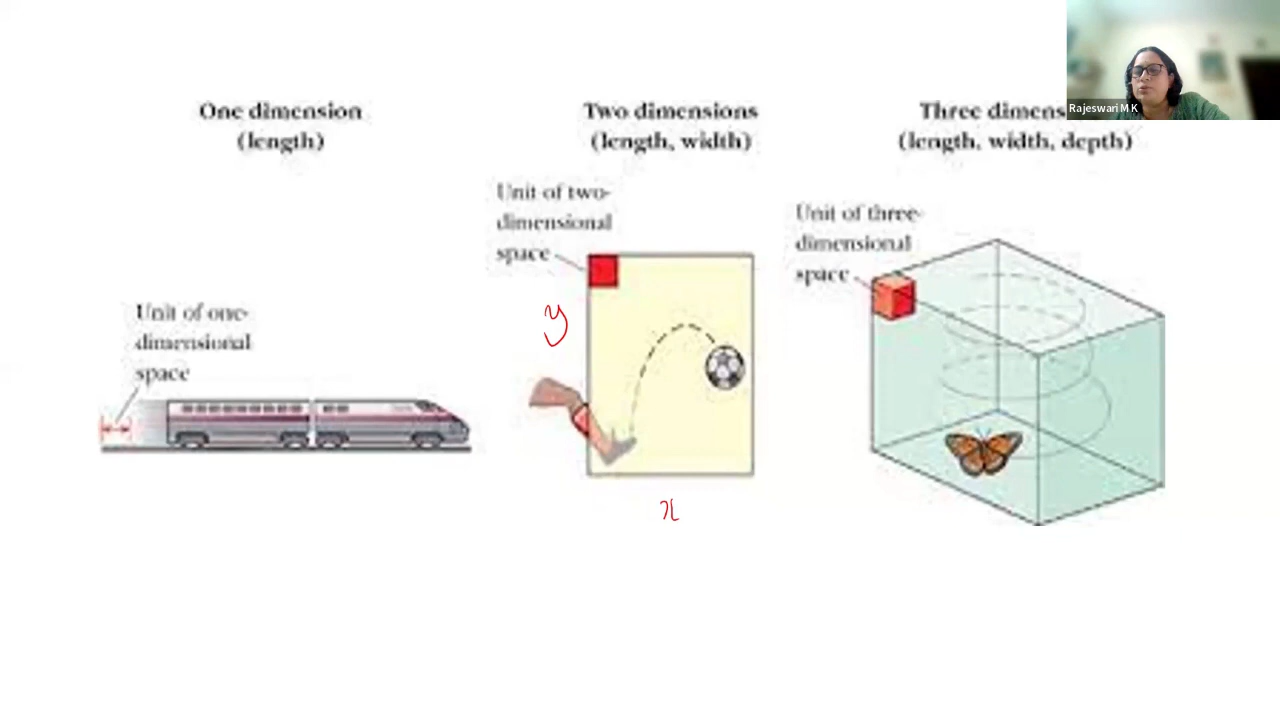 One dimension
(length)
Two dimensions
(length, width)
Three dimens
(length, width, depth)
Rajeswari M K
Unit of one-
dimensional
space
Unit of two-
dimensional
space
Unit of three-
dimensional
space
y
x